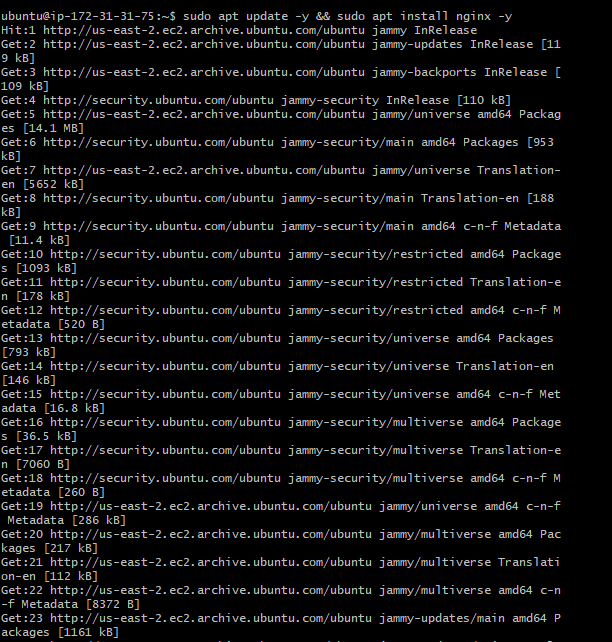 ubuntu@ip-172-31-31-75:~$ sudo apt update -y && sudo apt install nginx -y
Hit:1 http://us-east-2.ec2.archive.ubuntu.com/ubuntu jammy InRelease
Get:2 http://us-east-2.ec2.archive.ubuntu.com/ubuntu jammy-updates InRelease [11
9 kB]
Get:3 http://us-east-2.ec2.archive.ubuntu.com/ubuntu jammy-backports InRelease [
109 kB]
Get:4 http://security.ubuntu.com/ubuntu jammy-security InRelease [110 kB]
Get:5 http://us-east-2.ec2.archive.ubuntu.com/ubuntu jammy/universe amd64 Packag
es [14.1 MB]
Get:6 http://security.ubuntu.com/ubuntu jammy-security/main amd64 Packages [953
kB]
Get:7 http://us-east-2.ec2.archive.ubuntu.com/ubuntu jammy/universe Translation-
en [5652 kB]
Get:8 http://security.ubuntu.com/ubuntu jammy-security/main Translation-en [188
kB]
Get:9 http://security.ubuntu.com/ubuntu jammy-security/main amd64 c-n-f Metadata
 [11.4 kB]
Get:10 http://security.ubuntu.com/ubuntu jammy-security/restricted amd64 Package
s [1093 kB]
Get:11 http://security.ubuntu.com/ubuntu jammy-security/restricted Translation-e
n [178 kB]
Get:12 http://security.ubuntu.com/ubuntu jammy-security/restricted amd64 c-n-f M
etadata [520 B]
Get:13 http://security.ubuntu.com/ubuntu jammy-security/universe amd64 Packages
[793 kB]
Get:14 http://security.ubuntu.com/ubuntu jammy-security/universe Translation-en
[146 kB]
Get:15 http://security.ubuntu.com/ubuntu jammy-security/universe amd64 c-n-f Met
adata [16.8 kB]
Get:16 http://security.ubuntu.com/ubuntu jammy-security/multiverse amd64 Package
s [36.5 kB]
Get:17 http://security.ubuntu.com/ubuntu jammy-security/multiverse Translation-e
n [7060 B]
Get:18 http://security.ubuntu.com/ubuntu jammy-security/multiverse amd64 c-n-f M
etadata [260 B]
Get:19 http://us-east-2.ec2.archive.ubuntu.com/ubuntu jammy/universe amd64 c-n-f
 Metadata [286 kB]
Get:20 http://us-east-2.ec2.archive.ubuntu.com/ubuntu jammy/multiverse amd64 Pac
kages [217 kB]
Get:21 http://us-east-2.ec2.archive.ubuntu.com/ubuntu jammy/multiverse Translati
on-en [112 kB]
Get:22 http://us-east-2.ec2.archive.ubuntu.com/ubuntu jammy/multiverse amd64 c-n
-f Metadata [8372 B]
Get:23 http://us-east-2.ec2.archive.ubuntu.com/ubuntu jammy-updates/main amd64 P
ackages [1161 kB]